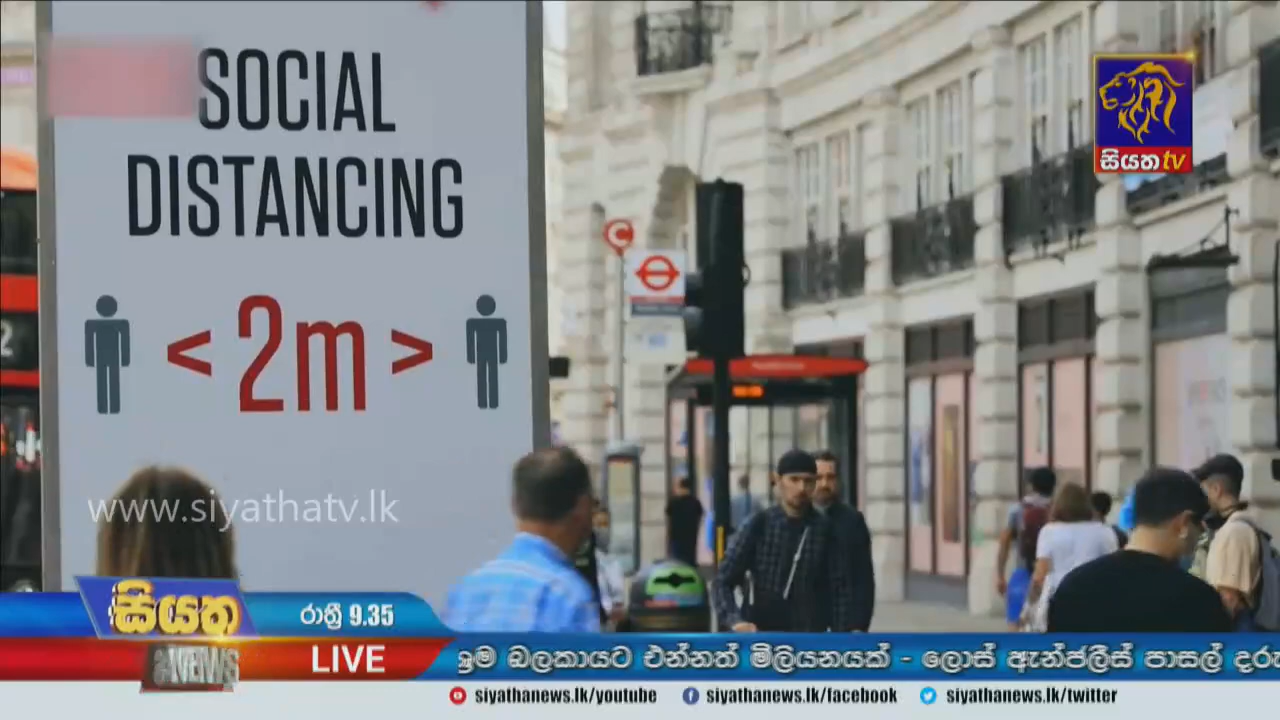 SOCIAL
DISTANCING
< 2m >
සියත tv
www.siyathatv.lk
සියත
NEWS
රාත්‍රී 9.35
LIVE
බලකායට එන්නත් මිලියනයක් - ලොස් ඇන්ජලීස් පාසල්
siyathanews.lk/youtube
siyathanews.lk/facebook
siyathanews.lk/twitter